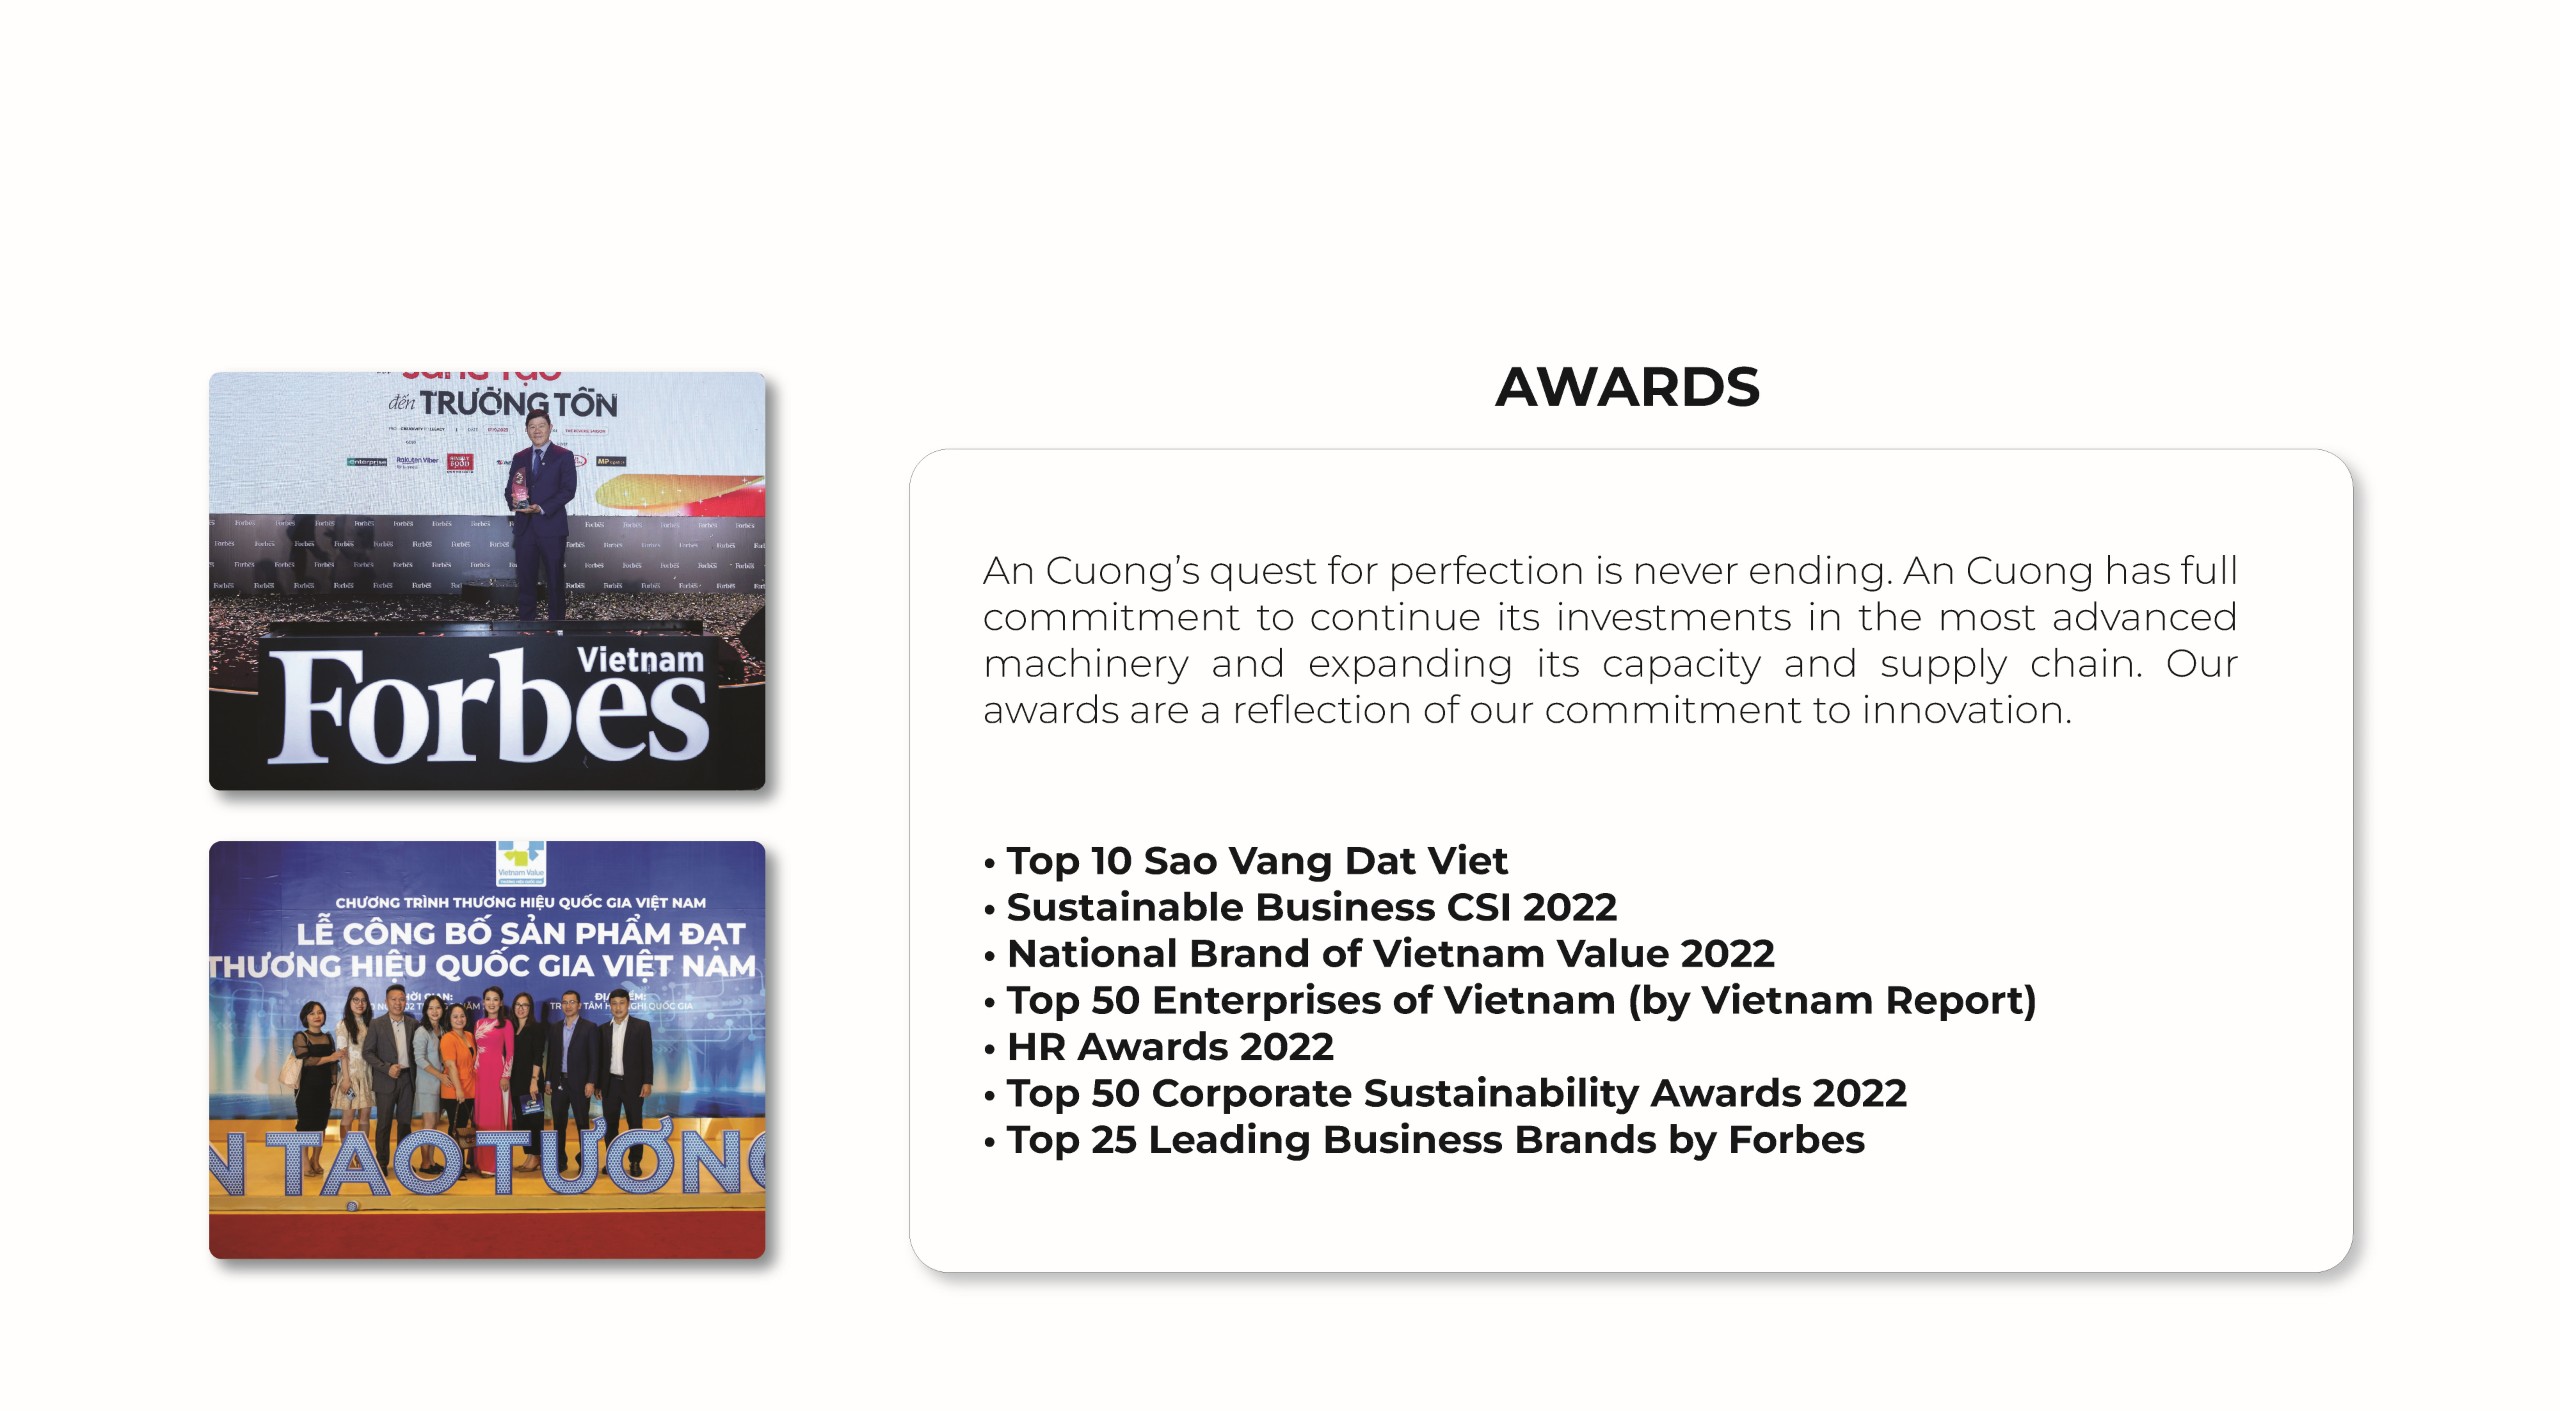 AWARDS
An Cuong’s quest for perfection is never ending. An Cuong has full
commitment to continue its investments in the most advanced
machinery and expanding its capacity and supply chain. Our
awards are a reflection of our commitment to innovation.
• Top 10 Sao Vang Dat Viet
• Sustainable Business CSI 2022
• National Brand of Vietnam Value 2022
• Top 50 Enterprises of Vietnam (by Vietnam Report)
• HR Awards 2022
• Top 50 Corporate Sustainability Awards 2022
• Top 25 Leading Business Brands by Forbes
đến TRƯỜNG TỒN
enterprise Rakuten Viber
Forbes
Vietnam
Forbes
Vietnam Value
CHƯƠNG TRÌNH THƯƠNG HIỆU QUỐC GIA VIỆT NAM
LỄ CÔNG BỐ SẢN PHẨM ĐẠT
THƯƠNG HIỆU QUỐC GIA VIỆT NAM
TẠO TƯƠNG